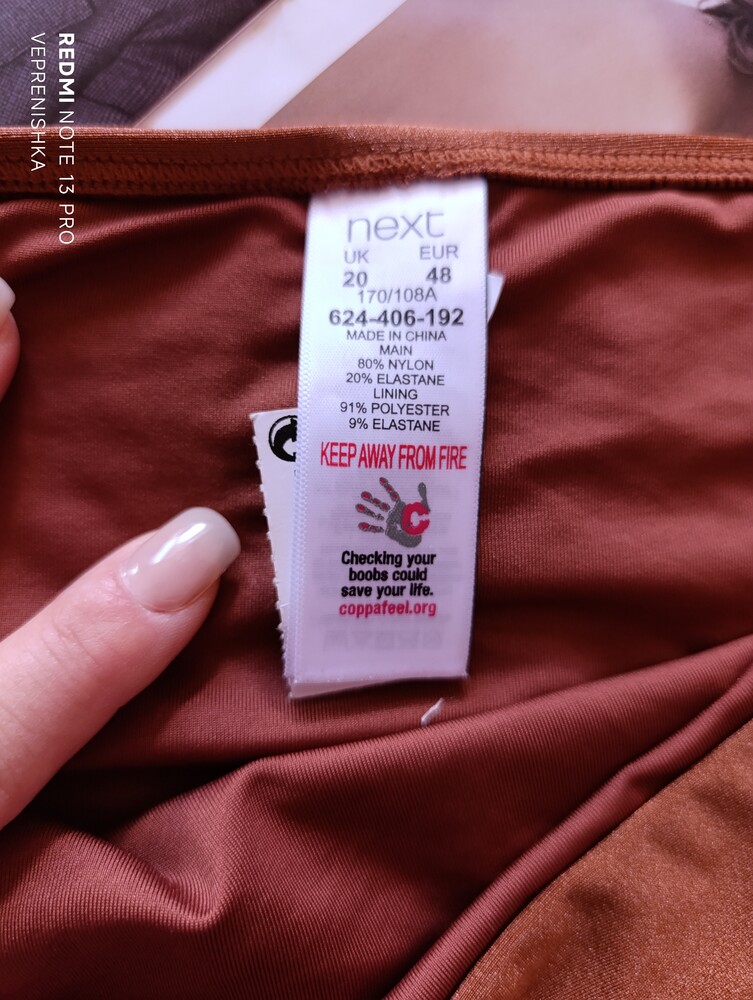 REDMI NOTE 13 PRO
VEPRENISHKA
next
UK EUR
20 48
170/108A
624-406-192
MADE IN CHINA
MAIN
80% NYLON
20% ELASTANE
LINING
91% POLYESTER
9% ELASTANE
KEEP AWAY FROM FIRE
C
Checking your
boobs could
save your life.
coppafeel.org